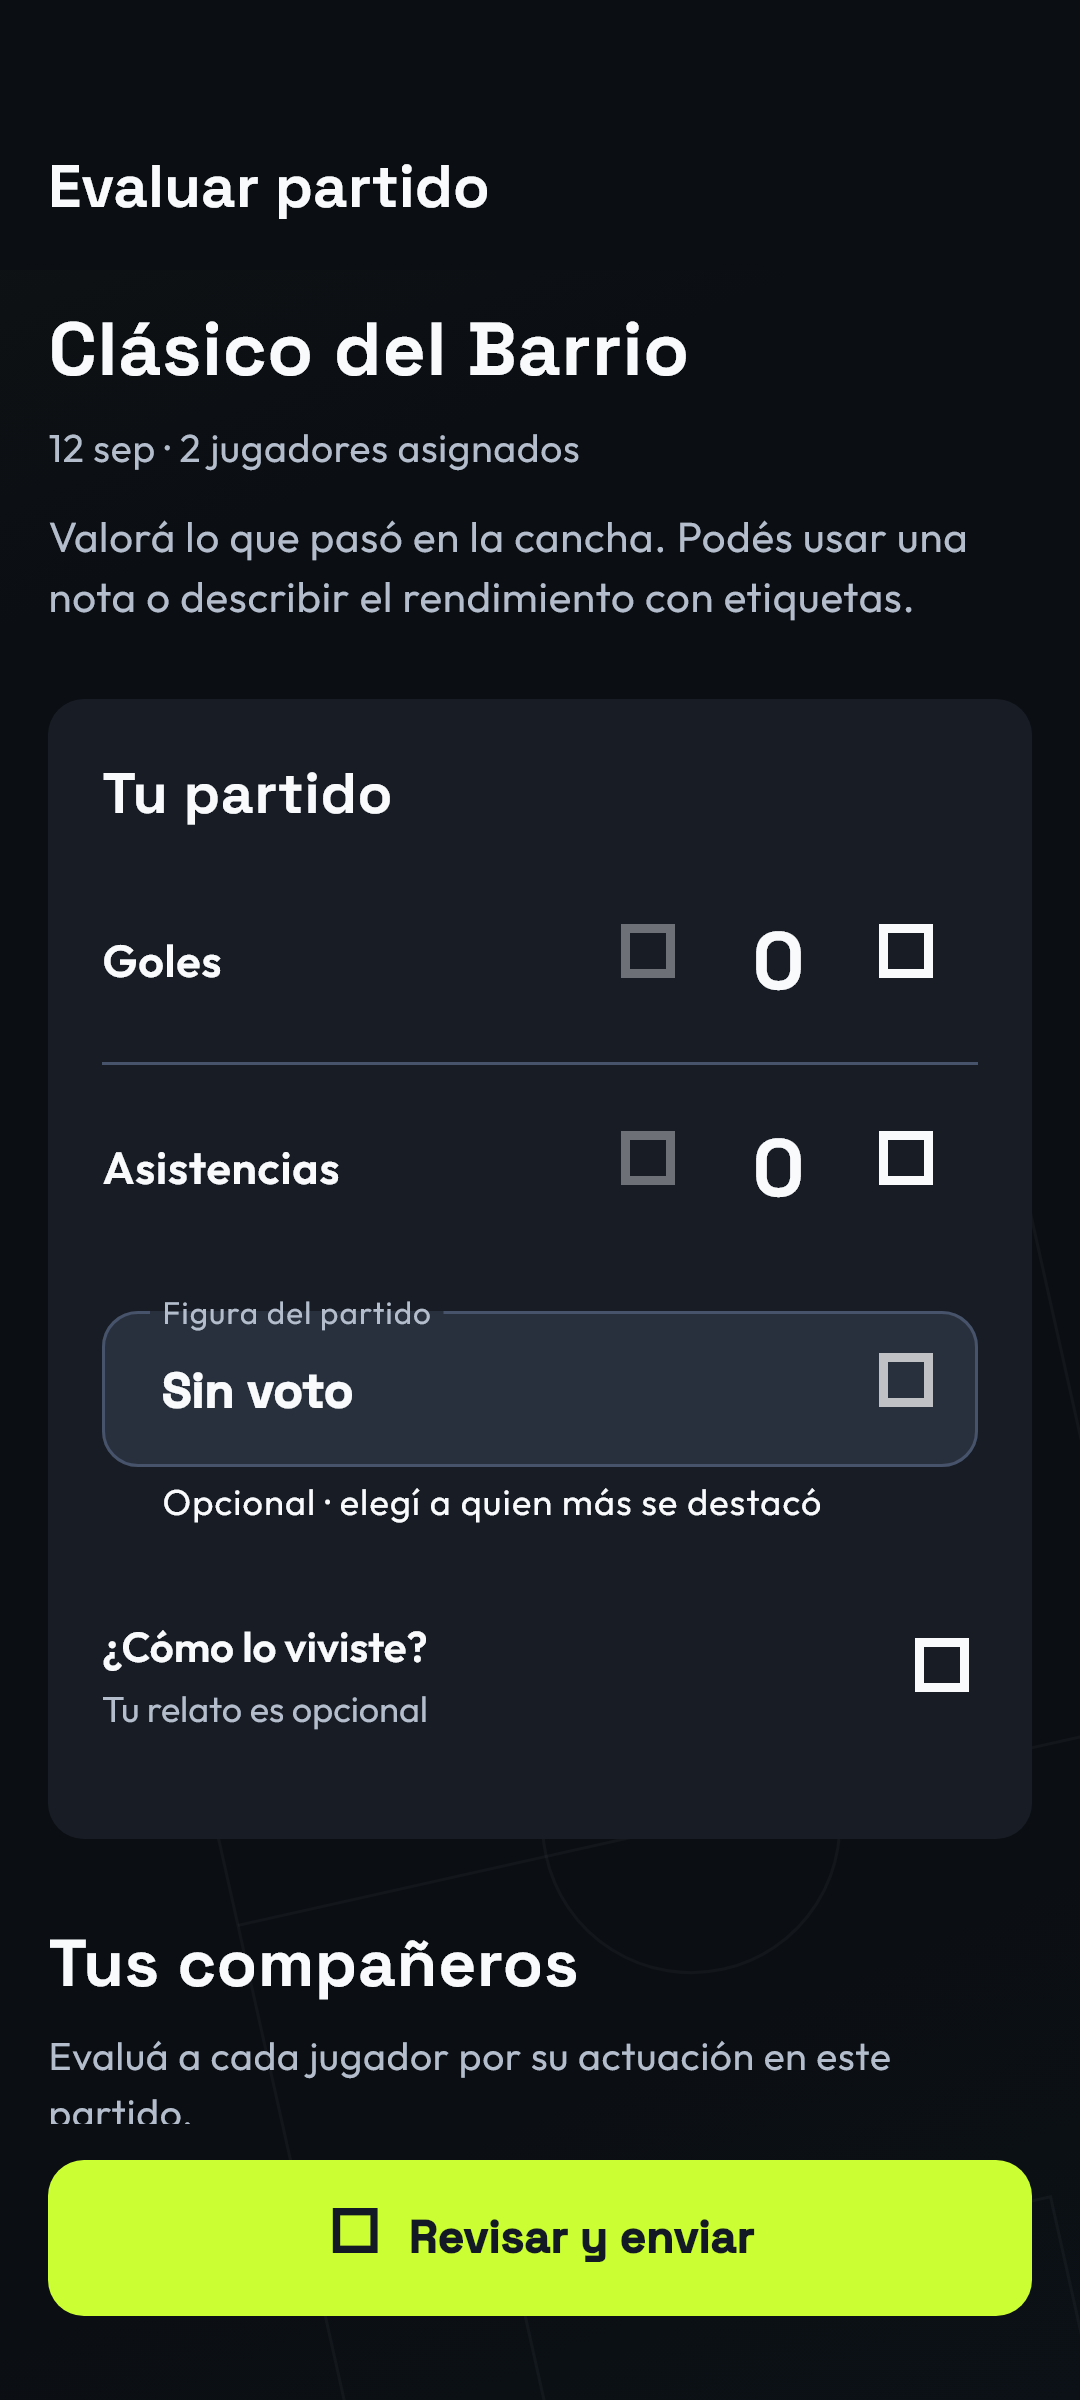 Evaluar partido
Clásico del Barrio
12 sep · 2 jugadores asignados
Valorá lo que pasó en la cancha. Podés usar una
nota o describir el rendimiento con etiquetas.
Tu partido
Goles 0
Asistencias 0
Figura del partido
Sin voto
Opcional · elegí a quien más se destacó
¿Cómo lo viviste?
Tu relato es opcional
Tus compañeros
Evaluá a cada jugador por su actuación en este
partido.
Revisar y enviar